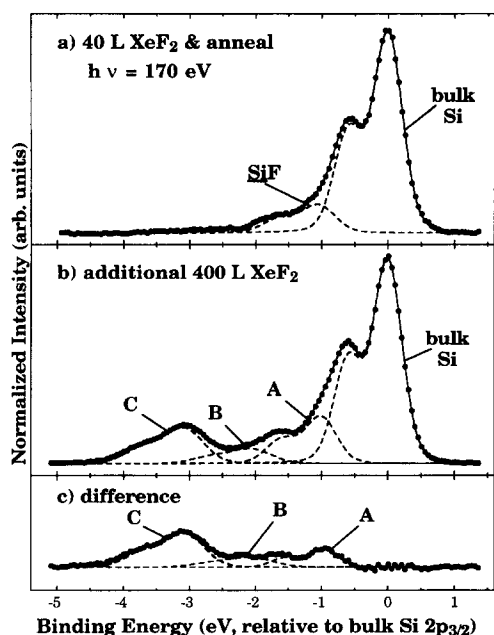 a) 40 L XeF2 & anneal
h ν = 170 eV
bulk
Si
SiF
b) additional 400 L XeF2
bulk
Si
A
B
C
c) difference
C
B
A
-5 -4 -3 -2 -1 0 1
Binding Energy (eV, relative to bulk Si 2p3/2)
Normalized Intensity (arb. units)